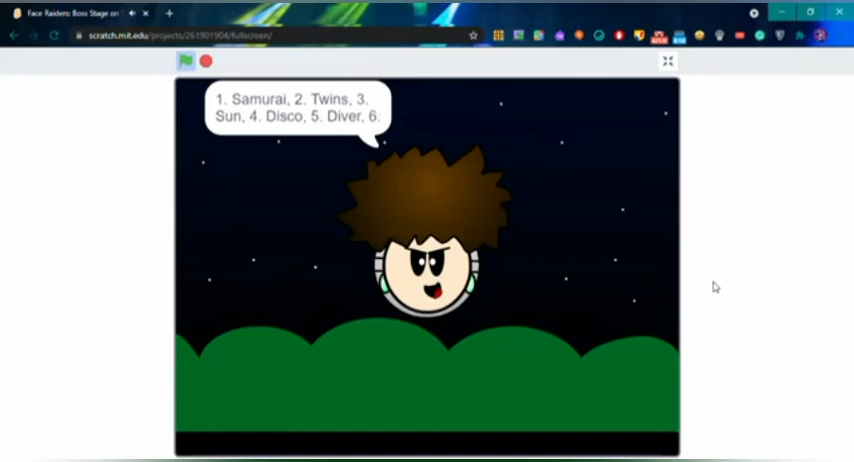 Face Raiders: Boss Stage on
scratch.mit.edu/projects/261901904/fullscreen/
1. Samurai, 2. Twins, 3.
Sun, 4. Disco, 5. Diver, 6.